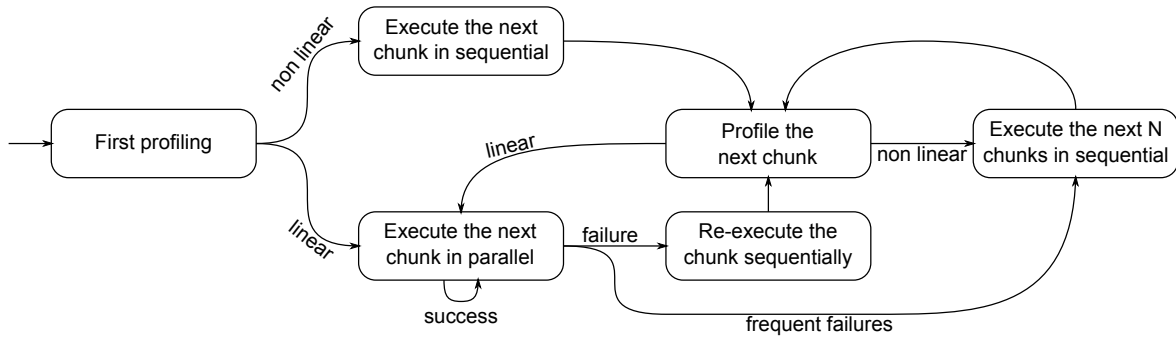 Execute the next
chunk in sequential
non linear
First profiling
Profile the
next chunk
Execute the next N
chunks in sequential
linear
non linear
linear
Execute the next
chunk in parallel
failure
Re-execute the
chunk sequentially
success
frequent failures